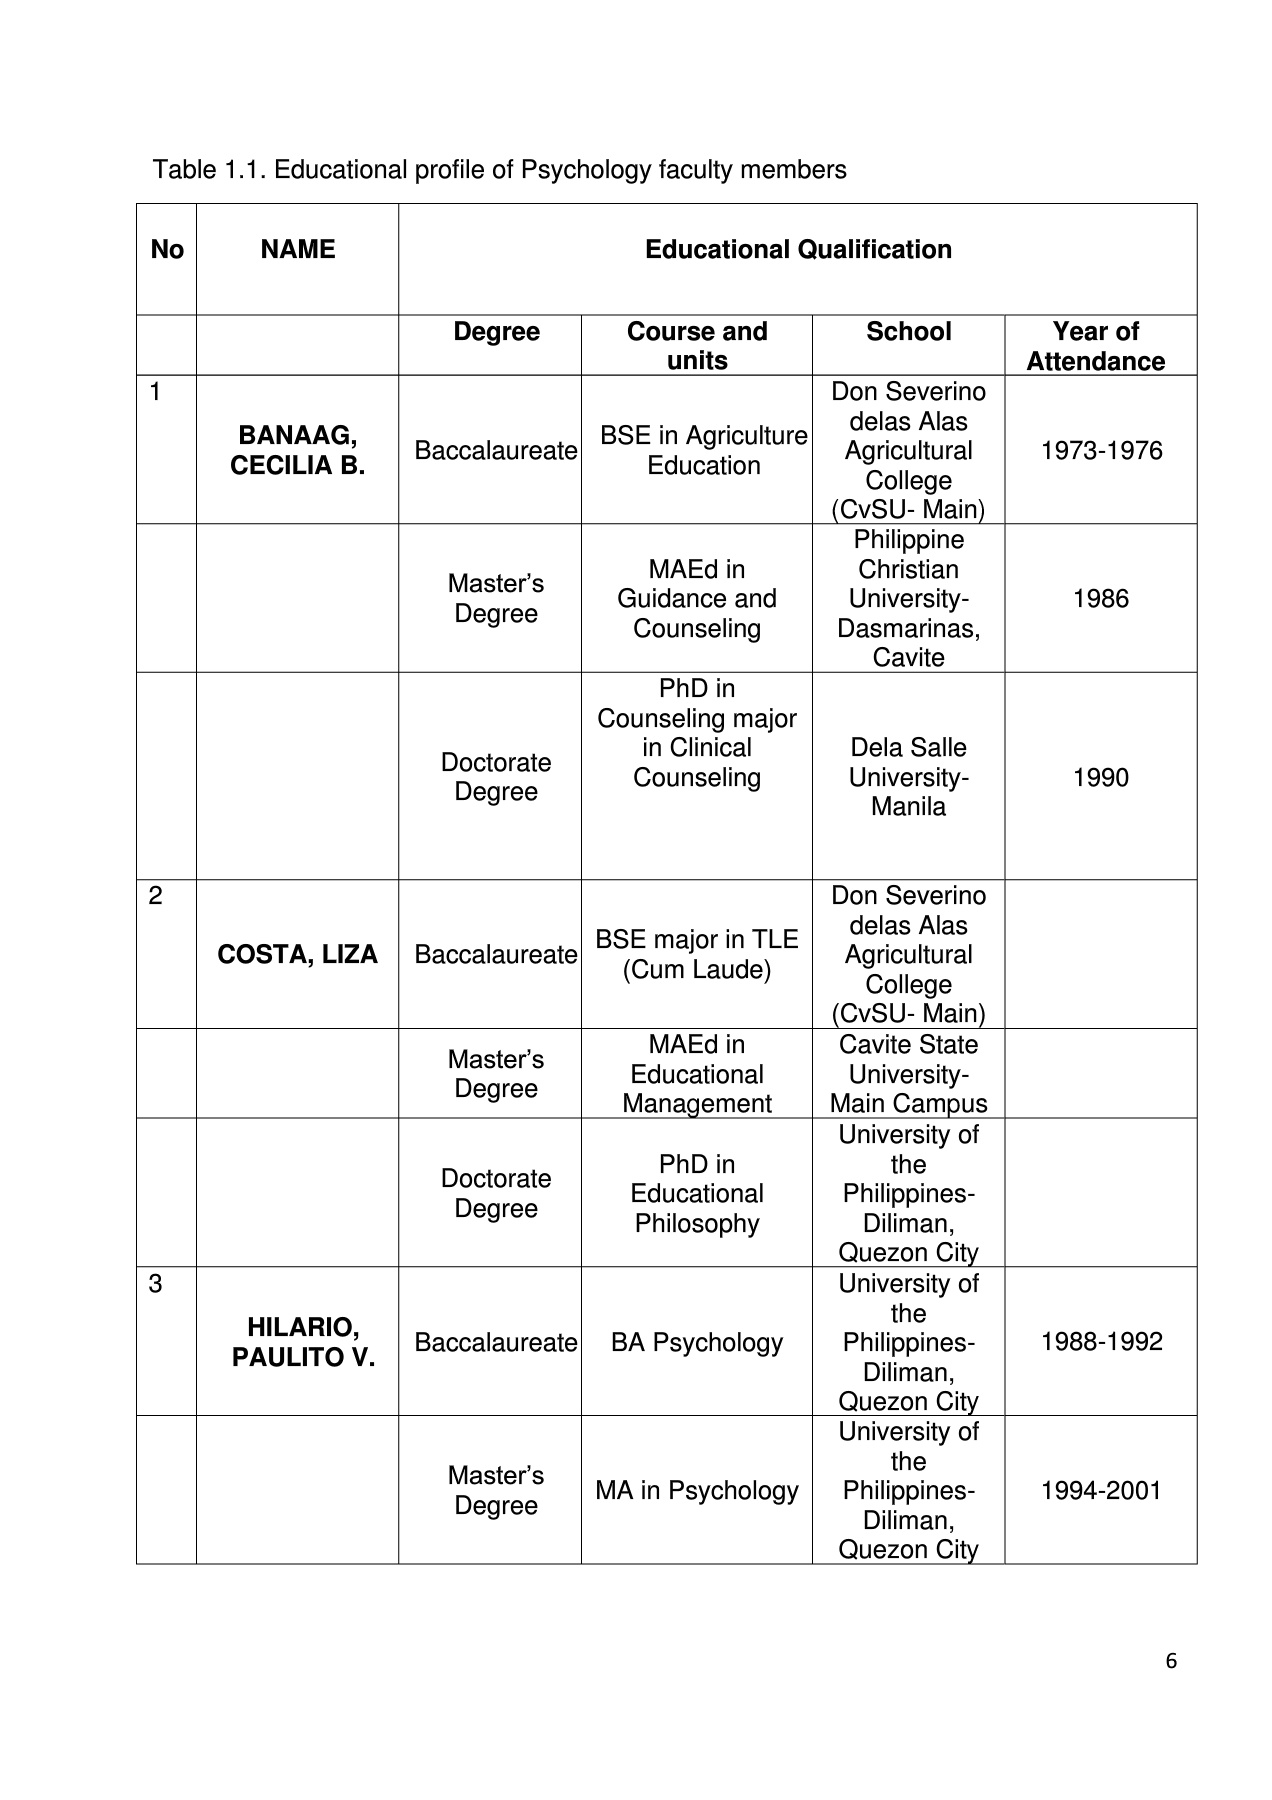 Table 1.1. Educational profile of Psychology faculty members
No NAME Educational Qualification
Degree Course and units School Year of Attendance
1 BANAAG, CECILIA B. Baccalaureate BSE in Agriculture Education Don Severino delas Alas Agricultural College (CvSU- Main) 1973-1976
Master’s Degree MAEd in Guidance and Counseling Philippine Christian University- Dasmarinas, Cavite 1986
Doctorate Degree PhD in Counseling major in Clinical Counseling Dela Salle University- Manila 1990
2 COSTA, LIZA Baccalaureate BSE major in TLE (Cum Laude) Don Severino delas Alas Agricultural College (CvSU- Main)
Master’s Degree MAEd in Educational Management Cavite State University- Main Campus
Doctorate Degree PhD in Educational Philosophy University of the Philippines- Diliman, Quezon City
3 HILARIO, PAULITO V. Baccalaureate BA Psychology University of the Philippines- Diliman, Quezon City 1988-1992
Master’s Degree MA in Psychology University of the Philippines- Diliman, Quezon City 1994-2001
6